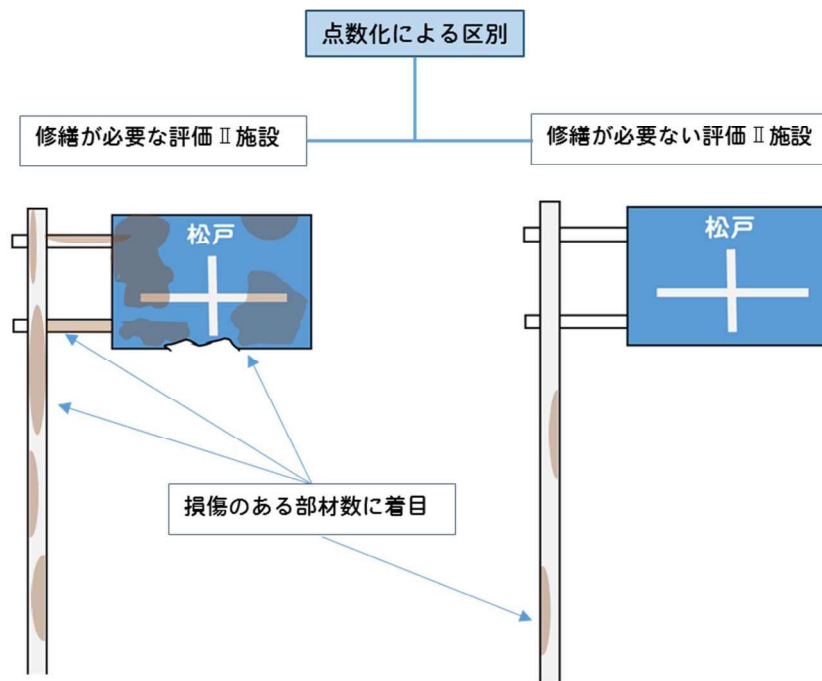 点数化による区別
修繕が必要な評価Ⅱ施設
修繕が必要ない評価Ⅱ施設
松戸
松戸
損傷のある部材数に着目